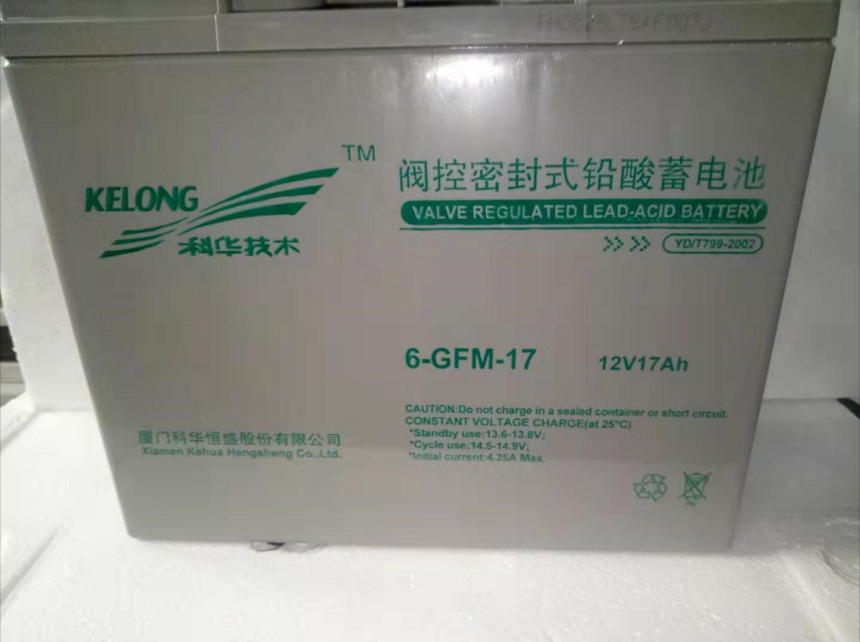 KELONG
TM
科华技术
阀控密封式铅酸蓄电池
VALVE REGULATED LEAD-ACID BATTERY
YD/T799-2002
6-GFM-17
12V17Ah
CAUTION:Do not charge in a sealed container or short circuit
CONSTANT VOLTAGE CHARGE(at 25°C)
*Standby use:13.6-13.8V;
*Cycle use:14.5-14.9V;
*Initial current:4.25A Max.
厦门科华恒盛股份有限公司
Xiamen Kehua Hengsheng Co.,Ltd.